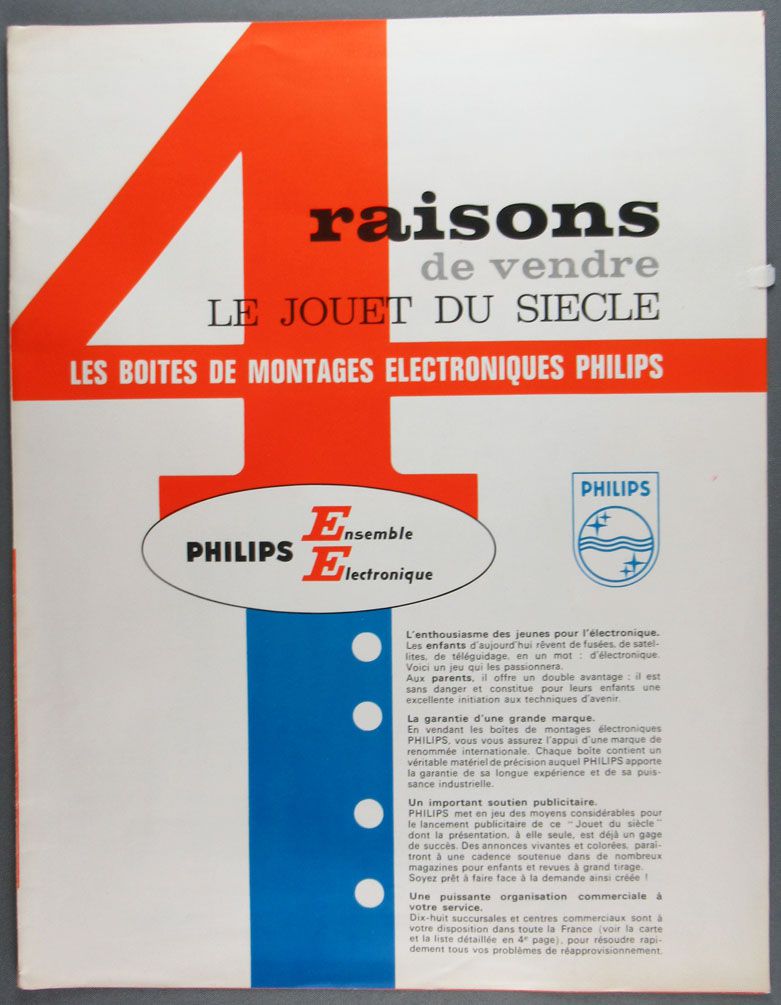 4
raisons
de vendre
LE JOUET DU SIECLE
LES BOITES DE MONTAGES ELECTRONIQUES PHILIPS
PHILIPS
PHILIPS Ensemble
Electronique
L'enthousiasme des jeunes pour l'électronique.
Les enfants d'aujourd'hui rêvent de fusées, de satel-
lites, de téléguidage, en un mot : d'électronique.
Voici un jeu qui les passionnera.
Aux parents, il offre un double avantage : il est
sans danger et constitue pour leurs enfants une
excellente initiation aux techniques d'avenir.
La garantie d'une grande marque.
En vendant les boîtes de montages électroniques
PHILIPS, vous vous assurez l'appui d'une marque de
renommée internationale. Chaque boîte contient un
véritable matériel de précision auquel PHILIPS apporte
la garantie de sa longue expérience et de sa puis-
sance industrielle.
Un important soutien publicitaire.
PHILIPS met en jeu des moyens considérables pour
le lancement publicitaire de ce "Jouet du siècle"
dont la présentation, à elle seule, est déjà un gage
de succès. Des annonces vivantes et colorées, paraî-
tront à une cadence soutenue dans de nombreux
magazines pour enfants et revues à grand tirage.
Soyez prêt à faire face à la demande ainsi créée !
Une puissante organisation commerciale à
votre service.
Dix-huit succursales et centres commerciaux sont à
votre disposition dans toute la France (voir la carte
et la liste détaillée en 4e page), pour résoudre rapi-
dement tous vos problèmes de réapprovisionnement.